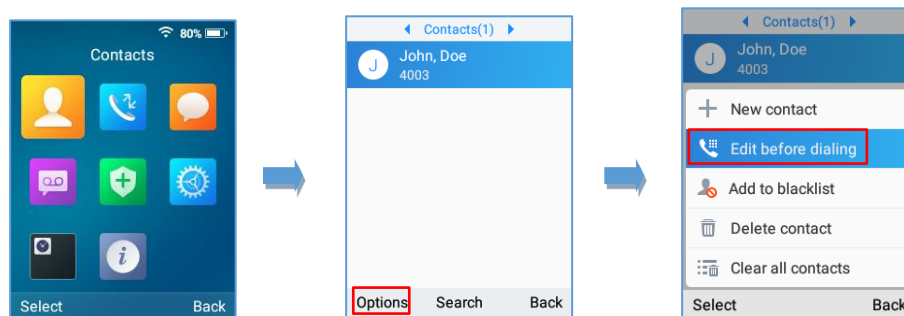 80%
Contacts
Select Back
Contacts(1)
J
John, Doe
4003
Options Search Back
Contacts(1)
J
John, Doe
4003
New contact
Edit before dialing
Add to blacklist
Delete contact
Clear all contacts
Select Back